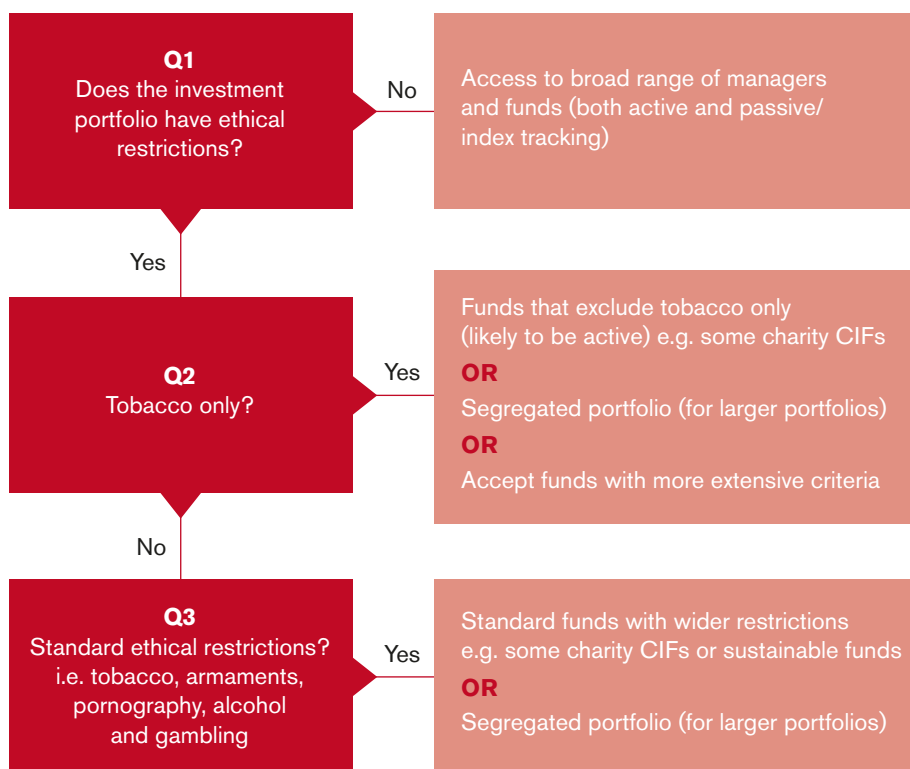 Q1
Does the investment
portfolio have ethical
restrictions?
No
Access to broad range of managers
and funds (both active and passive/
index tracking)
Yes
Q2
Tobacco only?
Yes
Funds that exclude tobacco only
(likely to be active) e.g. some charity CIFs
OR
Segregated portfolio (for larger portfolios)
OR
Accept funds with more extensive criteria
No
Q3
Standard ethical restrictions?
i.e. tobacco, armaments,
pornography, alcohol
and gambling
Yes
Standard funds with wider restrictions
e.g. some charity CIFs or sustainable funds
OR
Segregated portfolio (for larger portfolios)